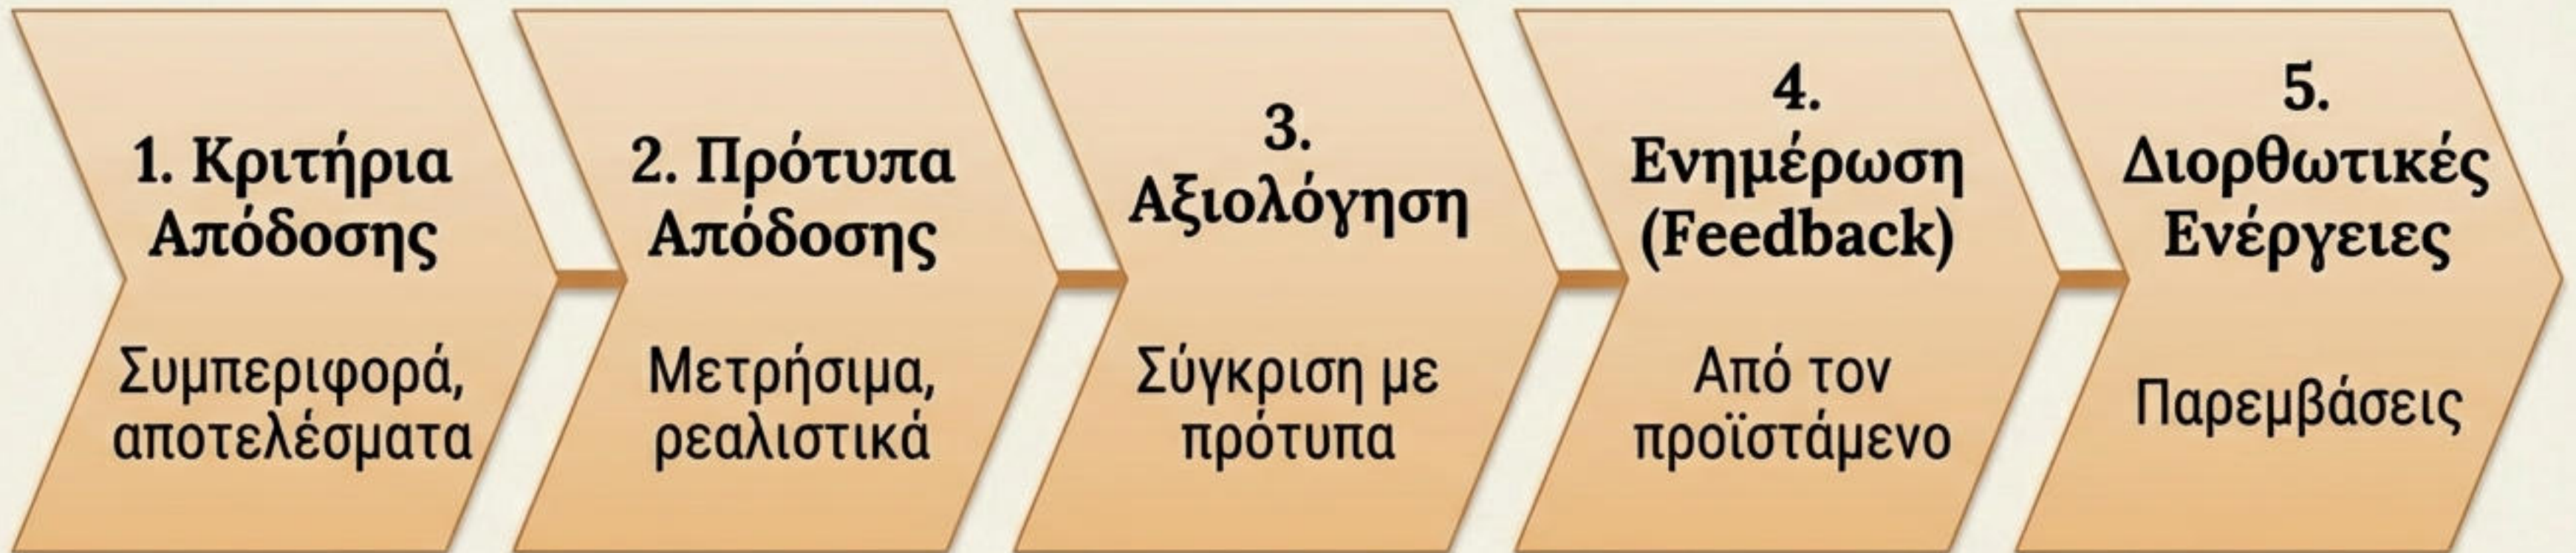 1. Κριτήρια
Απόδοσης
Συμπεριφορά,
αποτελέσματα
2. Πρότυπα
Απόδοσης
Μετρήσιμα,
ρεαλιστικά
3.
Αξιολόγηση
Σύγκριση με
πρότυπα
4.
Ενημέρωση
(Feedback)
Από τον
προϊστάμενο
5.
Διορθωτικές
Ενέργειες
Παρεμβάσεις